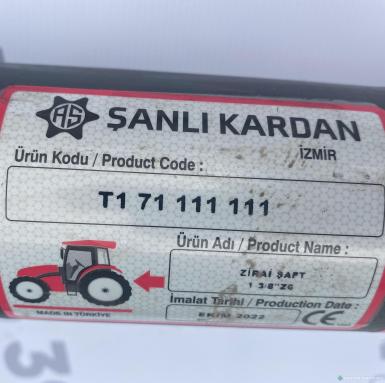 AS
ŞANLI KARDAN
İZMİR
Ürün Kodu / Product Code :
T1 71 111 111
Ürün Adı / Product Name :
ZİRAİ ŞAFT
1 3/8"Z6
İmalat Tarihi / Production Date :
EKİM 2022
CE
MADE IN TÜRKİYE